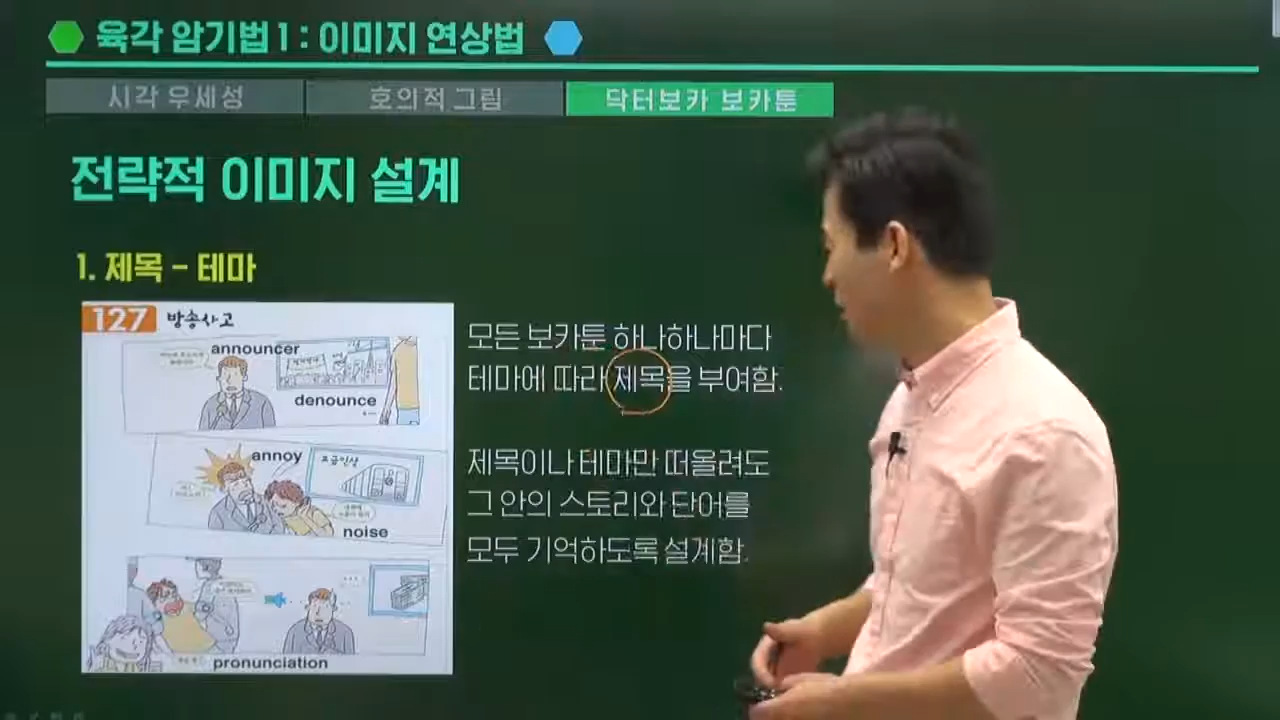 육각 암기법 1 : 이미지 연상법
시각 우세성
호의적 그림
닥터보카 보카툰
전략적 이미지 설계
1. 제목 - 테마
127 방송사고
announcer
denounce
annoy
요금인상
noise
pronunciation
모든 보카툰 하나하나마다
테마에 따라 제목을 부여함.
제목이나 테마만 떠올려도
그 안의 스토리와 단어를
모두 기억하도록 설계함.